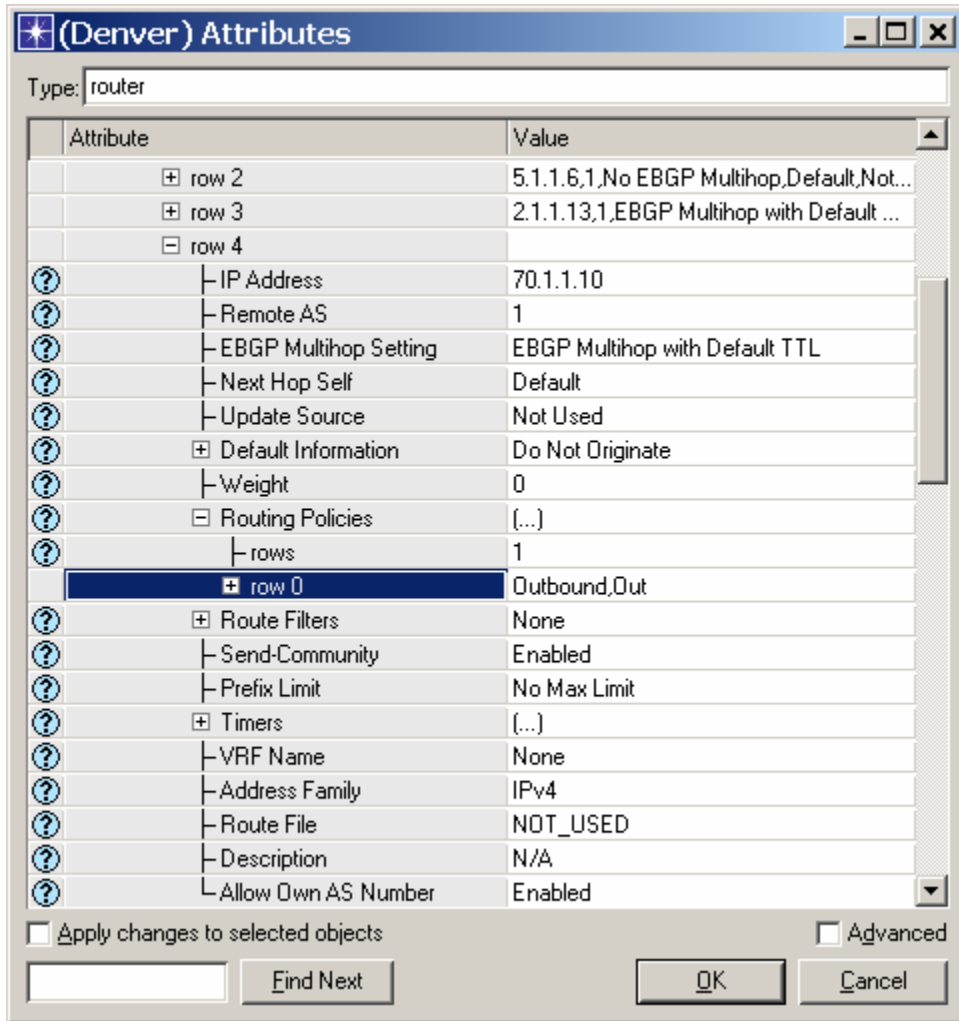 (Denver) Attributes
Type: router
Attribute Value
row 2 5.1.1.6,1,No EBGP Multihop,Default,Not...
row 3 2.1.1.13,1,EBGP Multihop with Default ...
row 4
IP Address 70.1.1.10
Remote AS 1
EBGP Multihop Setting EBGP Multihop with Default TTL
Next Hop Self Default
Update Source Not Used
Default Information Do Not Originate
Weight 0
Routing Policies (...)
rows 1
row 0 Outbound,Out
Route Filters None
Send-Community Enabled
Prefix Limit No Max Limit
Timers (...)
VRF Name None
Address Family IPv4
Route File NOT_USED
Description N/A
Allow Own AS Number Enabled
Apply changes to selected objects Advanced
Find Next OK Cancel